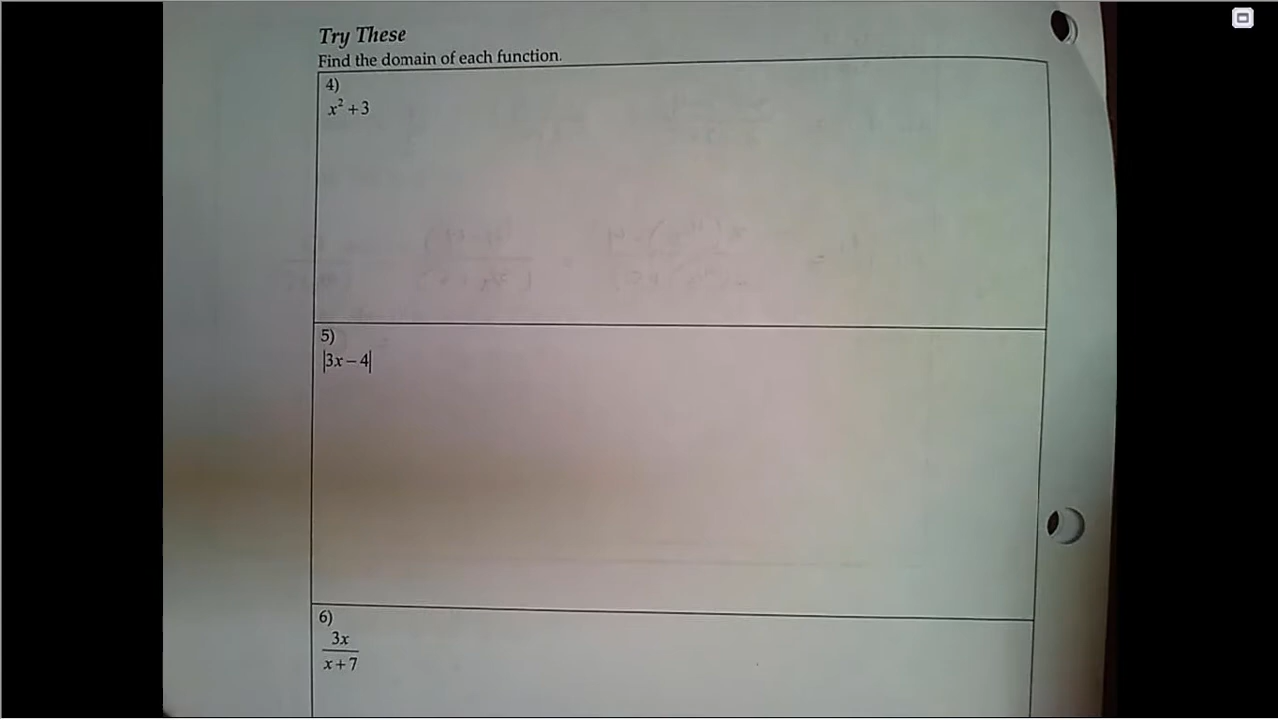 Try These
Find the domain of each function.
4)
x² + 3
5)
|3x – 4|
6)
3x
x + 7